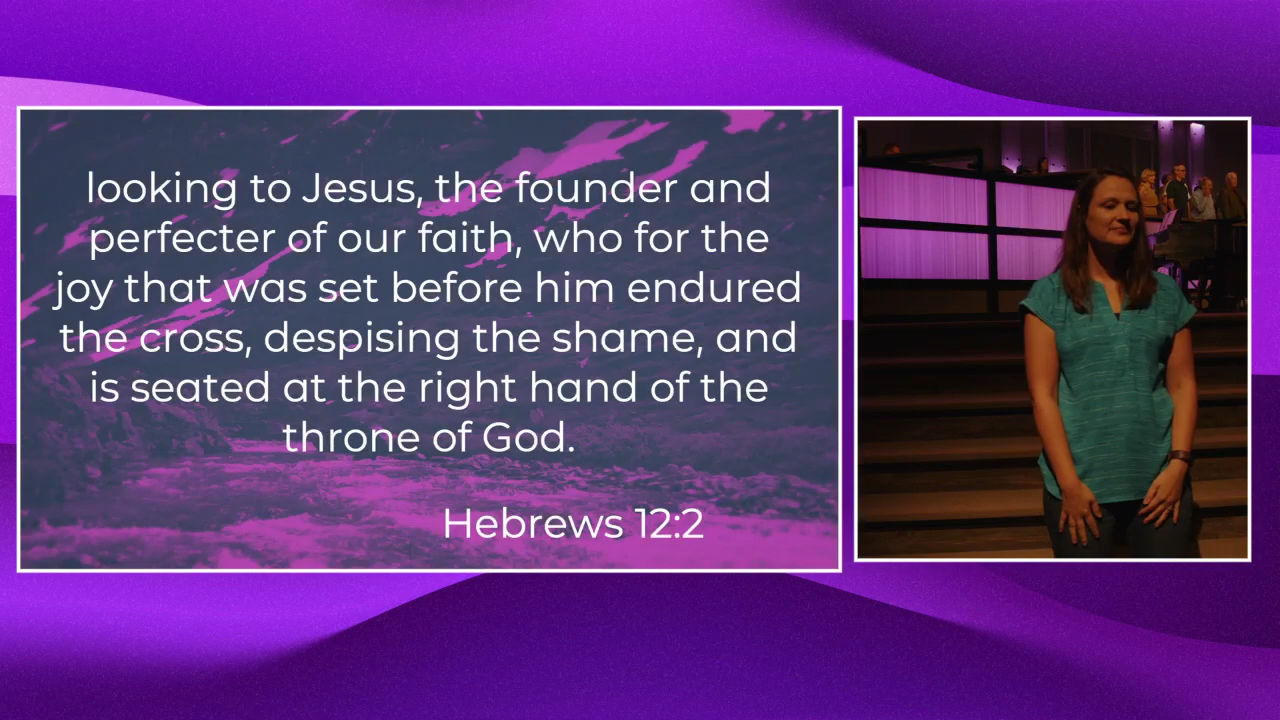 looking to Jesus, the founder and
perfecter of our faith, who for the
joy that was set before him endured
the cross, despising the shame, and
is seated at the right hand of the
throne of God.
Hebrews 12:2